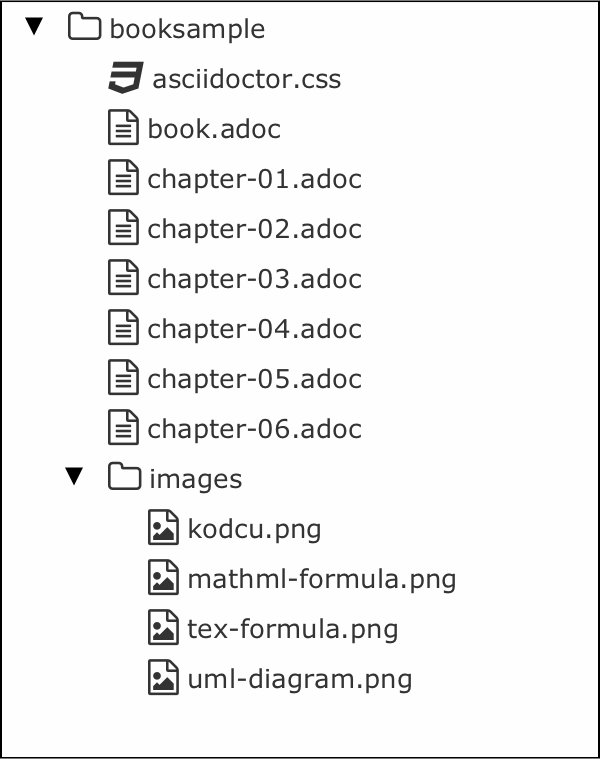 booksample
asciidoctor.css
book.adoc
chapter-01.adoc
chapter-02.adoc
chapter-03.adoc
chapter-04.adoc
chapter-05.adoc
chapter-06.adoc
images
kodcu.png
mathml-formula.png
tex-formula.png
uml-diagram.png